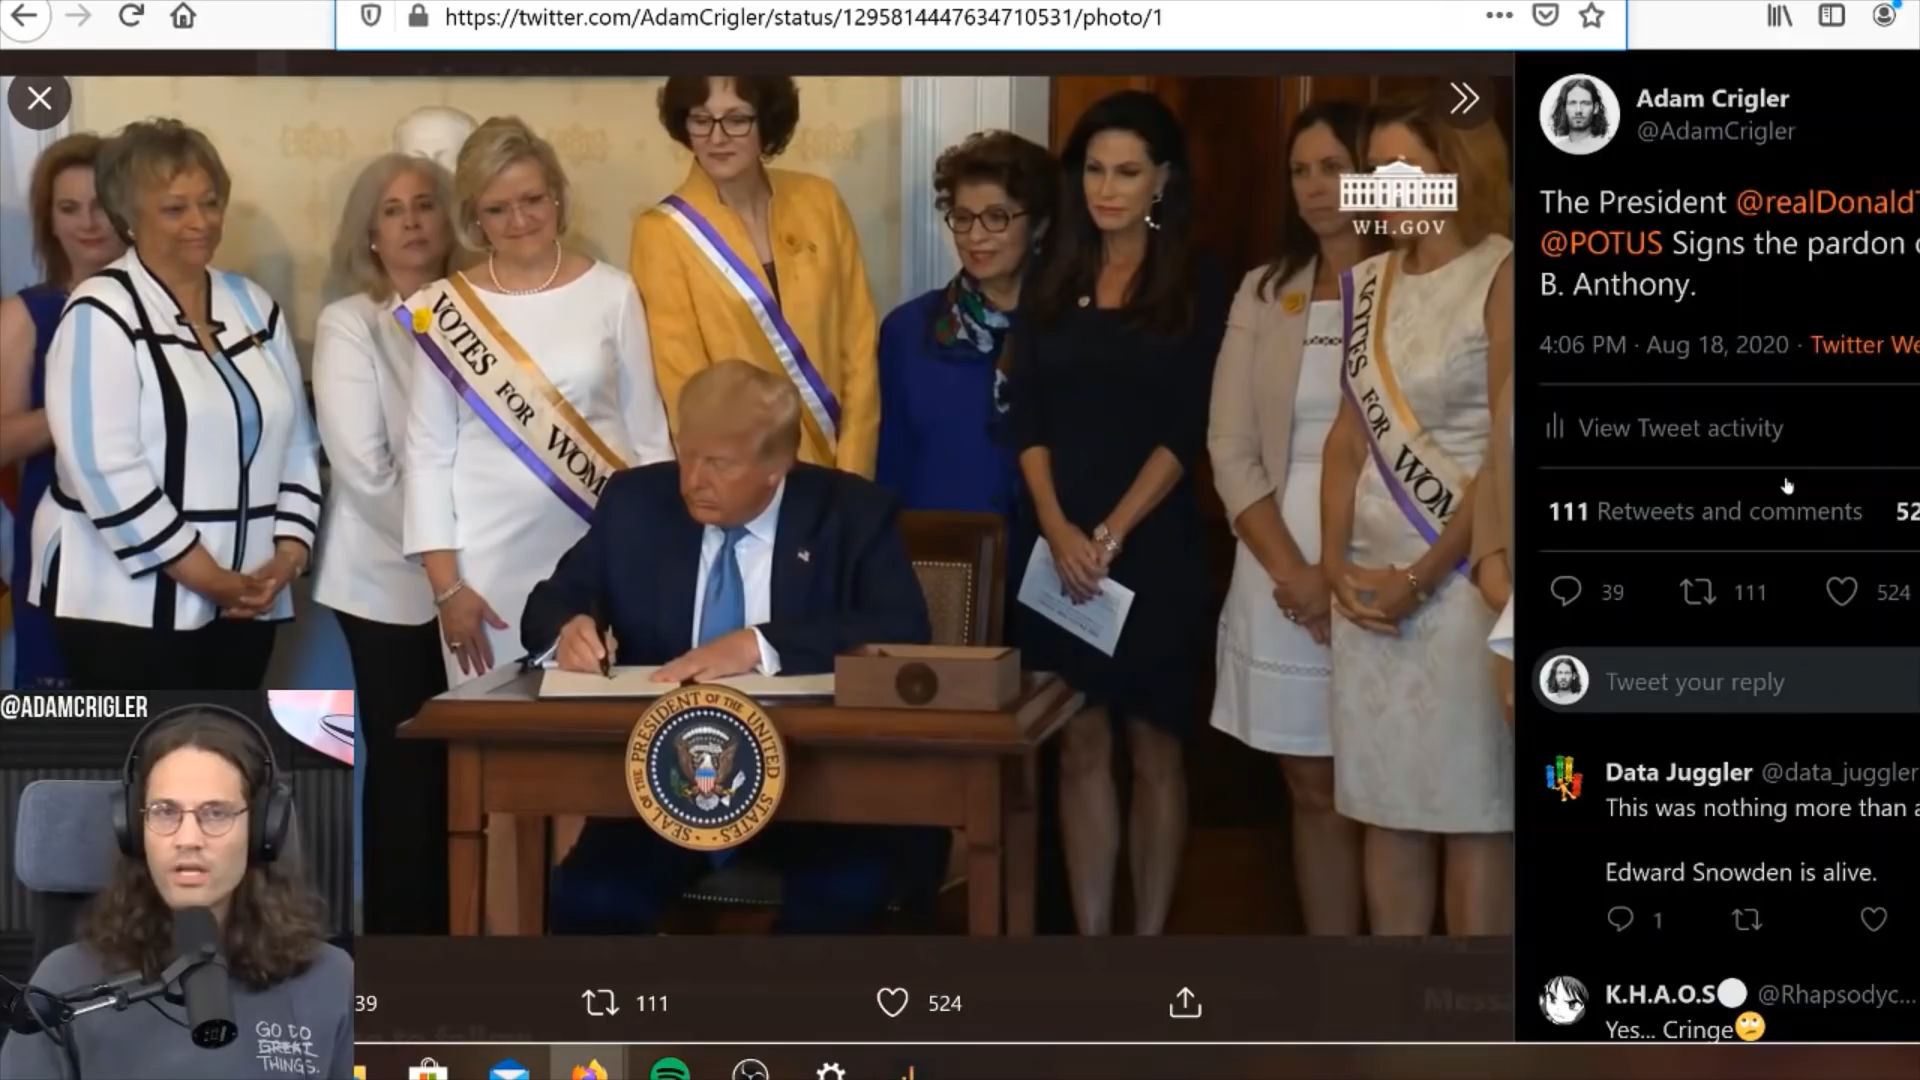 https://twitter.com/AdamCrigler/status/1295814447634710531/photo/1
WH.GOV
VOTES FOR WOM
VOTES FOR WOM
SEAL OF THE PRESIDENT OF THE UNITED STATES
@ADAMCRIGLER
GO DO
GREAT
THINGS.
39
111
524
Adam Crigler
@AdamCrigler
The President @realDonald
@POTUS Signs the pardon
B. Anthony.
4:06 PM · Aug 18, 2020 · Twitter We
View Tweet activity
111 Retweets and comments 52
39 111 524
Tweet your reply
Data Juggler @data_juggler
This was nothing more than a
Edward Snowden is alive.
1
K.H.A.O.S @Rhapsodyc...
Yes... Cringe🙄